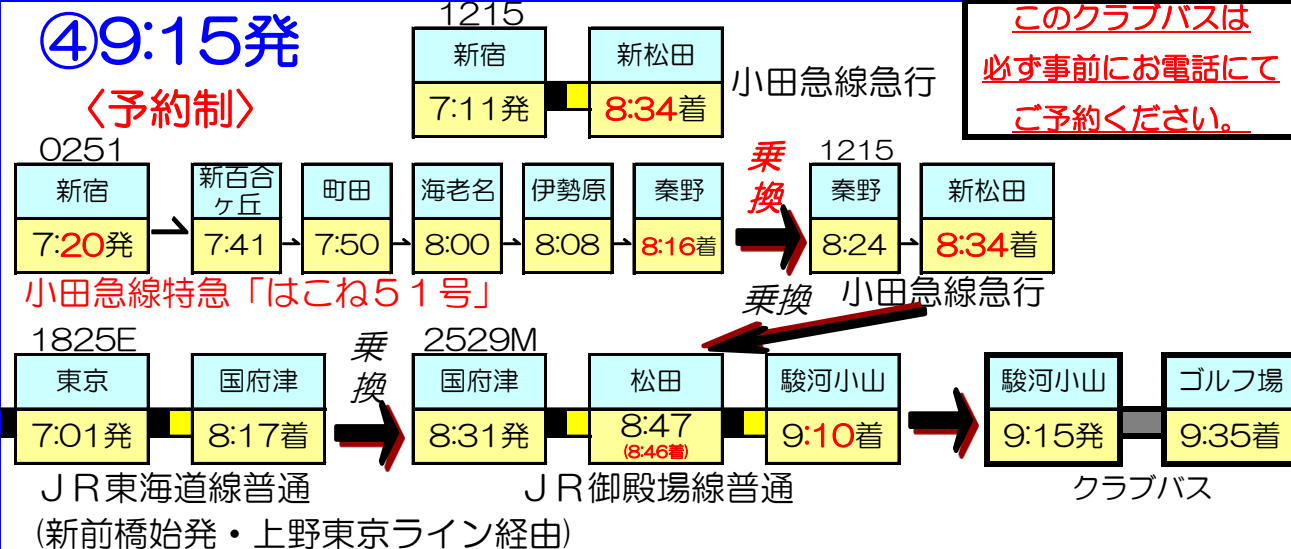 ④9:15発
〈予約制〉
1215
新宿 新松田
7:11発 8:34着
小田急線急行
このクラブバスは
必ず事前にお電話にて
ご予約ください。
0251
新宿 新百合ヶ丘 町田 海老名 伊勢原 秦野
7:20発 7:41 7:50 8:00 8:08 8:16着
小田急線特急「はこね51号」
乗換
1215
秦野 新松田
8:24 8:34着
小田急線急行
乗換
1825E
東京 国府津
7:01発 8:17着
JR東海道線普通
(新前橋始発・上野東京ライン経由)
乗換
2529M
国府津 松田 駿河小山
8:31発 8:47 9:10着
(8:46着)
JR御殿場線普通
駿河小山 ゴルフ場
9:15発 9:35着
クラブバス